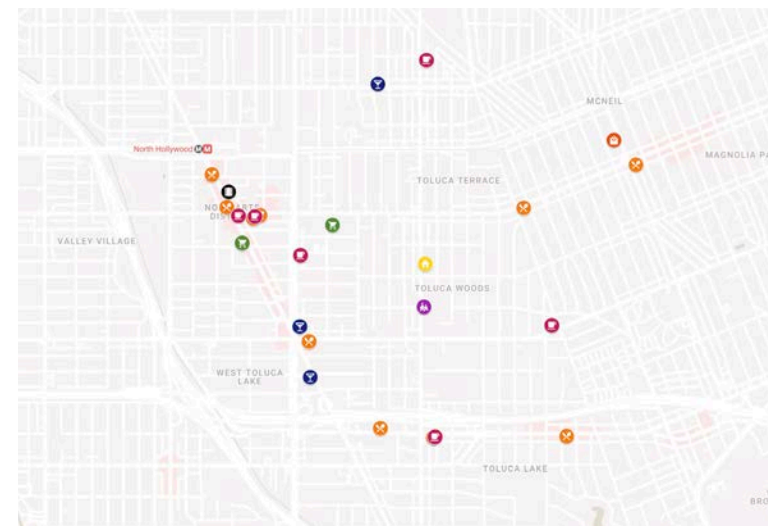 MCNEIL
North Hollywood M M
MAGNOLIA PA
TOLUCA TERRACE
VALLEY VILLAGE
TOLUCA WOODS
WEST TOLUCA
LAKE
TOLUCA LAKE
BRO